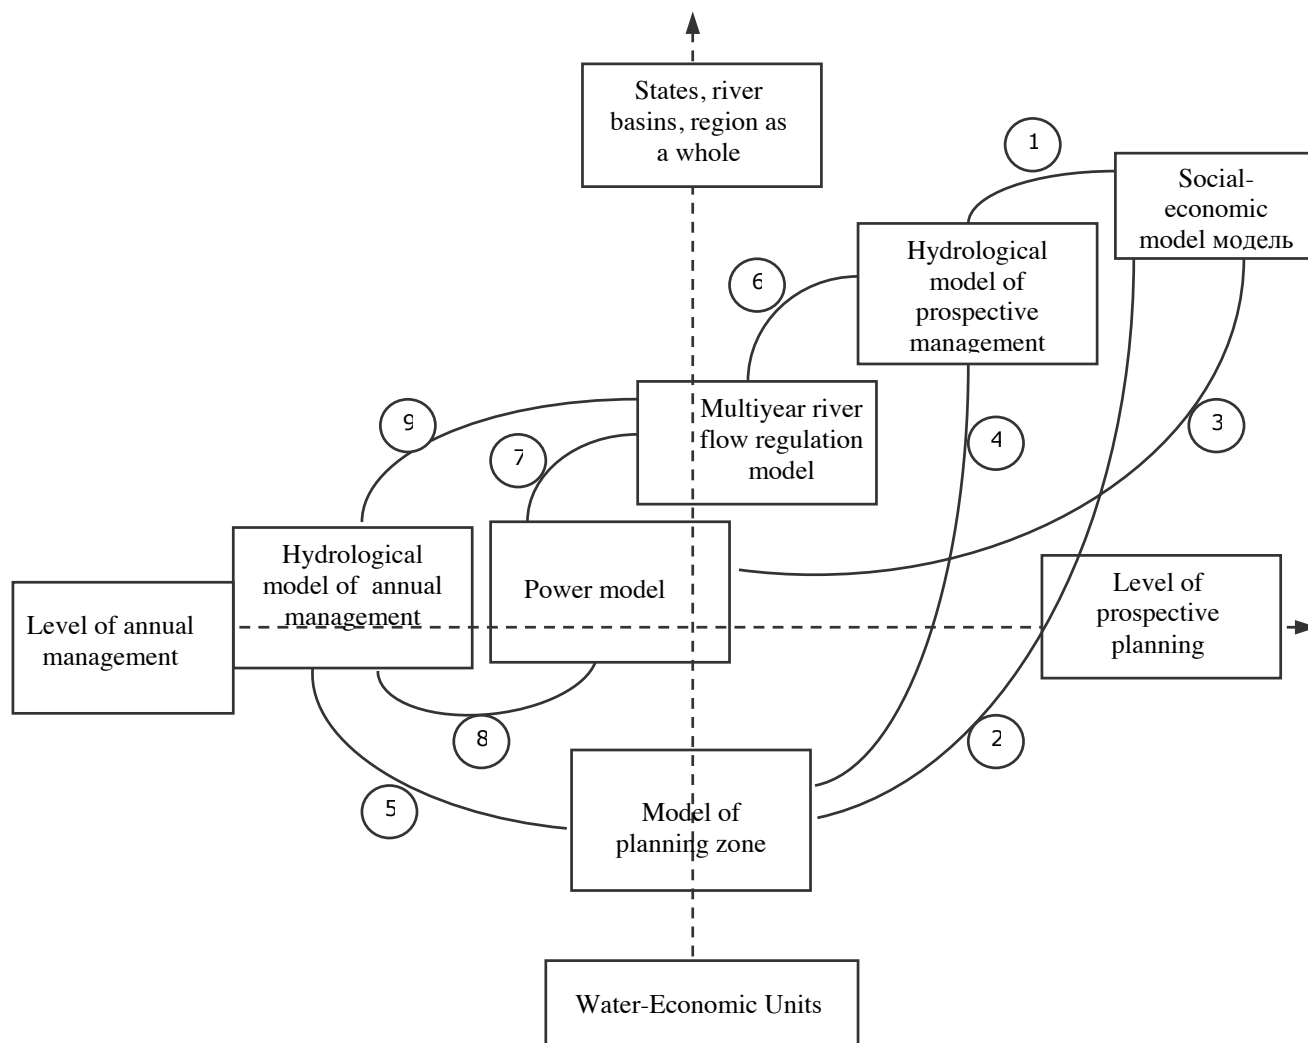 States, river
basins, region as
a whole
1
Social-
economic
model модель
Hydrological
model of
prospective
management
6
Multiyear river
flow regulation
model
9
7
4
3
Hydrological
model of annual
management
Power model
Level of annual
management
Level of
prospective
planning
8
2
5
Model of
planning zone
Water-Economic Units